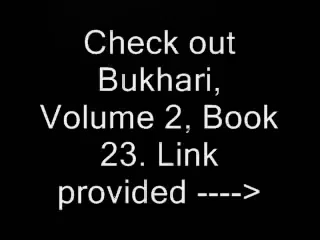 Check out
Bukhari,
Volume 2, Book
23. Link
provided ---->